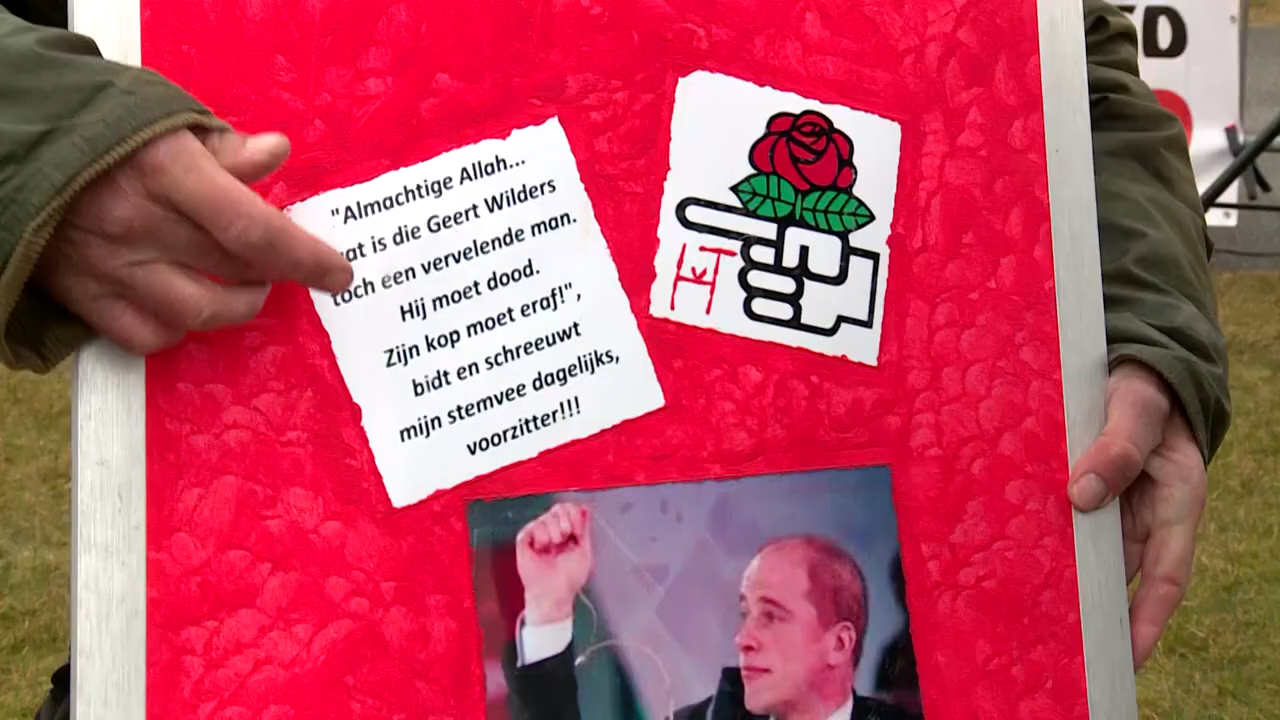 "Almachtige Allah...
is die Geert Wilders
toch een vervelende man.
Hij moet dood.
Zijn kop moet eraf!",
bidt en schreeuwt
mijn stemvee dagelijks,
voorzitter!!!